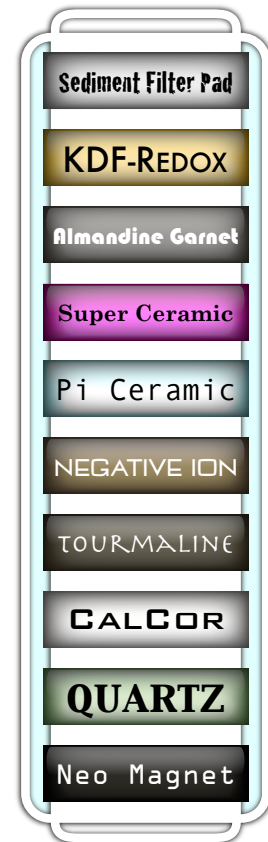 Sediment Filter Pad
KDF-REDOX
Almandine Garnet
Super Ceramic
Pi Ceramic
NEGATIVE ION
TOURMALINE
CALCOR
QUARTZ
Neo Magnet